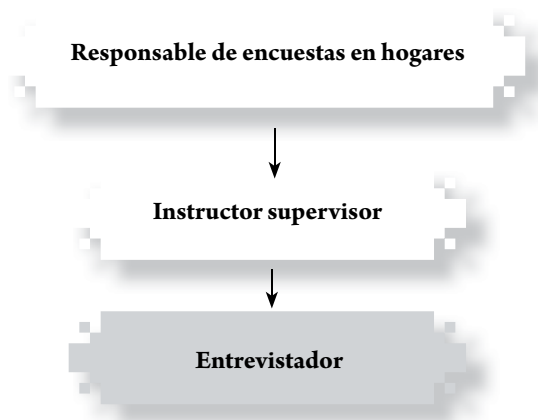 Responsable de encuestas en hogares
Instructor supervisor
Entrevistador